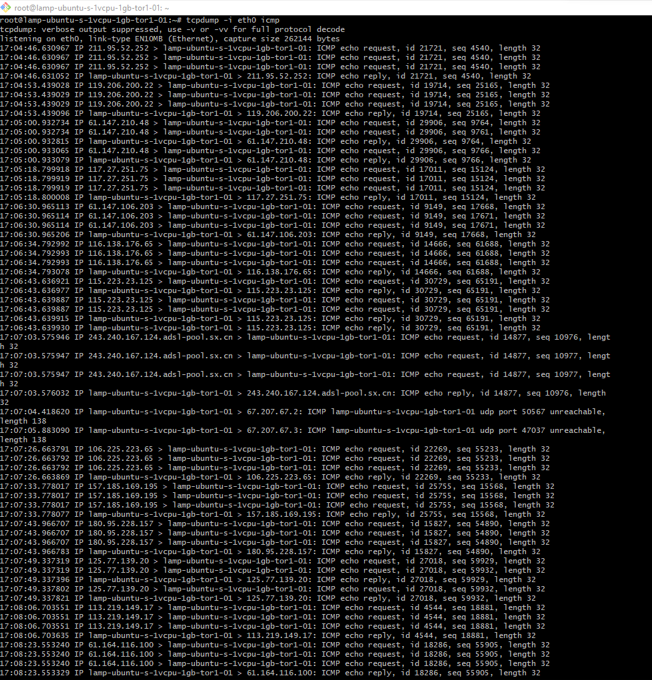 root@lamp-ubuntu-s-1vcpu-1gb-tor1-01: ~
root@lamp-ubuntu-s-1vcpu-1gb-tor1-01:~# tcpdump -i eth0 icmp
tcpdump: verbose output suppressed, use -v or -vv for full protocol decode
listening on eth0, link-type EN10MB (Ethernet), capture size 262144 bytes
17:04:46.630967 IP 211.95.52.252 > lamp-ubuntu-s-1vcpu-1gb-tor1-01: ICMP echo request, id 21721, seq 4540, length 32
17:04:46.630967 IP 211.95.52.252 > lamp-ubuntu-s-1vcpu-1gb-tor1-01: ICMP echo request, id 21721, seq 4541, length 32
17:04:46.630967 IP 211.95.52.252 > lamp-ubuntu-s-1vcpu-1gb-tor1-01: ICMP echo request, id 21721, seq 4541, length 32
17:04:46.631052 IP lamp-ubuntu-s-1vcpu-1gb-tor1-01 > 211.95.52.252: ICMP echo reply, id 21721, seq 4540, length 32
17:04:53.439028 IP 119.206.200.22 > lamp-ubuntu-s-1vcpu-1gb-tor1-01: ICMP echo request, id 19714, seq 25165, length 32
17:04:53.439029 IP 119.206.200.22 > lamp-ubuntu-s-1vcpu-1gb-tor1-01: ICMP echo request, id 19714, seq 25165, length 32
17:04:53.439029 IP 119.206.200.22 > lamp-ubuntu-s-1vcpu-1gb-tor1-01: ICMP echo request, id 19714, seq 25165, length 32
17:04:53.439096 IP lamp-ubuntu-s-1vcpu-1gb-tor1-01 > 119.206.200.22: ICMP echo reply, id 19714, seq 25165, length 32
17:05:00.932734 IP 61.147.210.48 > lamp-ubuntu-s-1vcpu-1gb-tor1-01: ICMP echo request, id 29906, seq 9764, length 32
17:05:00.932734 IP 61.147.210.48 > lamp-ubuntu-s-1vcpu-1gb-tor1-01: ICMP echo request, id 29906, seq 9761, length 32
17:05:00.932815 IP lamp-ubuntu-s-1vcpu-1gb-tor1-01 > 61.147.210.48: ICMP echo reply, id 29906, seq 9764, length 32
17:05:00.933065 IP 61.147.210.48 > lamp-ubuntu-s-1vcpu-1gb-tor1-01: ICMP echo request, id 29906, seq 9766, length 32
17:05:00.933079 IP lamp-ubuntu-s-1vcpu-1gb-tor1-01 > 61.147.210.48: ICMP echo reply, id 29906, seq 9766, length 32
17:05:18.799918 IP 117.27.251.75 > lamp-ubuntu-s-1vcpu-1gb-tor1-01: ICMP echo request, id 17011, seq 15124, length 32
17:05:18.799919 IP 117.27.251.75 > lamp-ubuntu-s-1vcpu-1gb-tor1-01: ICMP echo request, id 17011, seq 15124, length 32
17:05:18.799919 IP 117.27.251.75 > lamp-ubuntu-s-1vcpu-1gb-tor1-01: ICMP echo request, id 17011, seq 15124, length 32
17:05:18.800008 IP lamp-ubuntu-s-1vcpu-1gb-tor1-01 > 117.27.251.75: ICMP echo reply, id 17011, seq 15124, length 32
17:06:30.965113 IP 61.147.106.203 > lamp-ubuntu-s-1vcpu-1gb-tor1-01: ICMP echo request, id 9149, seq 17668, length 32
17:06:30.965114 IP 61.147.106.203 > lamp-ubuntu-s-1vcpu-1gb-tor1-01: ICMP echo request, id 9149, seq 17671, length 32
17:06:30.965114 IP 61.147.106.203 > lamp-ubuntu-s-1vcpu-1gb-tor1-01: ICMP echo request, id 9149, seq 17671, length 32
17:06:30.965206 IP lamp-ubuntu-s-1vcpu-1gb-tor1-01 > 61.147.106.203: ICMP echo reply, id 9149, seq 17668, length 32
17:06:34.792992 IP 116.138.176.65 > lamp-ubuntu-s-1vcpu-1gb-tor1-01: ICMP echo request, id 14666, seq 61688, length 32
17:06:34.792993 IP 116.138.176.65 > lamp-ubuntu-s-1vcpu-1gb-tor1-01: ICMP echo request, id 14666, seq 61688, length 32
17:06:34.792993 IP 116.138.176.65 > lamp-ubuntu-s-1vcpu-1gb-tor1-01: ICMP echo request, id 14666, seq 61688, length 32
17:06:34.793078 IP lamp-ubuntu-s-1vcpu-1gb-tor1-01 > 116.138.176.65: ICMP echo reply, id 14666, seq 61688, length 32
17:06:43.636921 IP 115.223.23.125 > lamp-ubuntu-s-1vcpu-1gb-tor1-01: ICMP echo request, id 30729, seq 65191, length 32
17:06:43.636977 IP lamp-ubuntu-s-1vcpu-1gb-tor1-01 > 115.223.23.125: ICMP echo reply, id 30729, seq 65191, length 32
17:06:43.639887 IP 115.223.23.125 > lamp-ubuntu-s-1vcpu-1gb-tor1-01: ICMP echo request, id 30729, seq 65191, length 32
17:06:43.639887 IP 115.223.23.125 > lamp-ubuntu-s-1vcpu-1gb-tor1-01: ICMP echo request, id 30729, seq 65191, length 32
17:06:43.639915 IP lamp-ubuntu-s-1vcpu-1gb-tor1-01 > 115.223.23.125: ICMP echo reply, id 30729, seq 65191, length 32
17:06:43.639930 IP lamp-ubuntu-s-1vcpu-1gb-tor1-01 > 115.223.23.125: ICMP echo reply, id 30729, seq 65191, length 32
17:07:03.575946 IP 243.240.167.124.adsl-pool.sx.cn > lamp-ubuntu-s-1vcpu-1gb-tor1-01: ICMP echo request, id 14877, seq 10976, lengt
h 32
17:07:03.575947 IP 243.240.167.124.adsl-pool.sx.cn > lamp-ubuntu-s-1vcpu-1gb-tor1-01: ICMP echo request, id 14877, seq 10977, lengt
h 32
17:07:03.575947 IP 243.240.167.124.adsl-pool.sx.cn > lamp-ubuntu-s-1vcpu-1gb-tor1-01: ICMP echo request, id 14877, seq 10977, lengt
h 32
17:07:03.576032 IP lamp-ubuntu-s-1vcpu-1gb-tor1-01 > 243.240.167.124.adsl-pool.sx.cn: ICMP echo reply, id 14877, seq 10976, length
32
17:07:04.418620 IP lamp-ubuntu-s-1vcpu-1gb-tor1-01 > 67.207.67.2: ICMP lamp-ubuntu-s-1vcpu-1gb-tor1-01 udp port 50567 unreachable,
length 138
17:07:05.883090 IP lamp-ubuntu-s-1vcpu-1gb-tor1-01 > 67.207.67.3: ICMP lamp-ubuntu-s-1vcpu-1gb-tor1-01 udp port 47037 unreachable,
length 138
17:07:26.663791 IP 106.225.223.65 > lamp-ubuntu-s-1vcpu-1gb-tor1-01: ICMP echo request, id 22269, seq 55233, length 32
17:07:26.663792 IP 106.225.223.65 > lamp-ubuntu-s-1vcpu-1gb-tor1-01: ICMP echo request, id 22269, seq 55233, length 32
17:07:26.663792 IP 106.225.223.65 > lamp-ubuntu-s-1vcpu-1gb-tor1-01: ICMP echo request, id 22269, seq 55233, length 32
17:07:26.663869 IP lamp-ubuntu-s-1vcpu-1gb-tor1-01 > 106.225.223.65: ICMP echo reply, id 22269, seq 55233, length 32
17:07:33.778017 IP 157.185.169.195 > lamp-ubuntu-s-1vcpu-1gb-tor1-01: ICMP echo request, id 25755, seq 15568, length 32
17:07:33.778017 IP 157.185.169.195 > lamp-ubuntu-s-1vcpu-1gb-tor1-01: ICMP echo request, id 25755, seq 15568, length 32
17:07:33.778017 IP 157.185.169.195 > lamp-ubuntu-s-1vcpu-1gb-tor1-01: ICMP echo request, id 25755, seq 15568, length 32
17:07:33.778077 IP lamp-ubuntu-s-1vcpu-1gb-tor1-01 > 157.185.169.195: ICMP echo reply, id 25755, seq 15568, length 32
17:07:43.966707 IP 180.95.228.157 > lamp-ubuntu-s-1vcpu-1gb-tor1-01: ICMP echo request, id 15827, seq 54890, length 32
17:07:43.966707 IP 180.95.228.157 > lamp-ubuntu-s-1vcpu-1gb-tor1-01: ICMP echo request, id 15827, seq 54890, length 32
17:07:43.966707 IP 180.95.228.157 > lamp-ubuntu-s-1vcpu-1gb-tor1-01: ICMP echo request, id 15827, seq 54890, length 32
17:07:43.966783 IP lamp-ubuntu-s-1vcpu-1gb-tor1-01 > 180.95.228.157: ICMP echo reply, id 15827, seq 54890, length 32
17:07:49.337319 IP 125.77.139.20 > lamp-ubuntu-s-1vcpu-1gb-tor1-01: ICMP echo request, id 27018, seq 59929, length 32
17:07:49.337319 IP 125.77.139.20 > lamp-ubuntu-s-1vcpu-1gb-tor1-01: ICMP echo request, id 27018, seq 59932, length 32
17:07:49.337396 IP lamp-ubuntu-s-1vcpu-1gb-tor1-01 > 125.77.139.20: ICMP echo reply, id 27018, seq 59929, length 32
17:07:49.337802 IP 125.77.139.20 > lamp-ubuntu-s-1vcpu-1gb-tor1-01: ICMP echo request, id 27018, seq 59932, length 32
17:07:49.337821 IP lamp-ubuntu-s-1vcpu-1gb-tor1-01 > 125.77.139.20: ICMP echo reply, id 27018, seq 59932, length 32
17:08:06.703551 IP 113.219.149.17 > lamp-ubuntu-s-1vcpu-1gb-tor1-01: ICMP echo request, id 4544, seq 18881, length 32
17:08:06.703551 IP 113.219.149.17 > lamp-ubuntu-s-1vcpu-1gb-tor1-01: ICMP echo request, id 4544, seq 18881, length 32
17:08:06.703551 IP 113.219.149.17 > lamp-ubuntu-s-1vcpu-1gb-tor1-01: ICMP echo request, id 4544, seq 18881, length 32
17:08:06.703635 IP lamp-ubuntu-s-1vcpu-1gb-tor1-01 > 113.219.149.17: ICMP echo reply, id 4544, seq 18881, length 32
17:08:23.553240 IP 61.164.116.100 > lamp-ubuntu-s-1vcpu-1gb-tor1-01: ICMP echo request, id 18286, seq 55905, length 32
17:08:23.553240 IP 61.164.116.100 > lamp-ubuntu-s-1vcpu-1gb-tor1-01: ICMP echo request, id 18286, seq 55905, length 32
17:08:23.553240 IP 61.164.116.100 > lamp-ubuntu-s-1vcpu-1gb-tor1-01: ICMP echo request, id 18286, seq 55905, length 32
17:08:23.553329 IP lamp-ubuntu-s-1vcpu-1gb-tor1-01 > 61.164.116.100: ICMP echo reply, id 18286, seq 55905, length 32